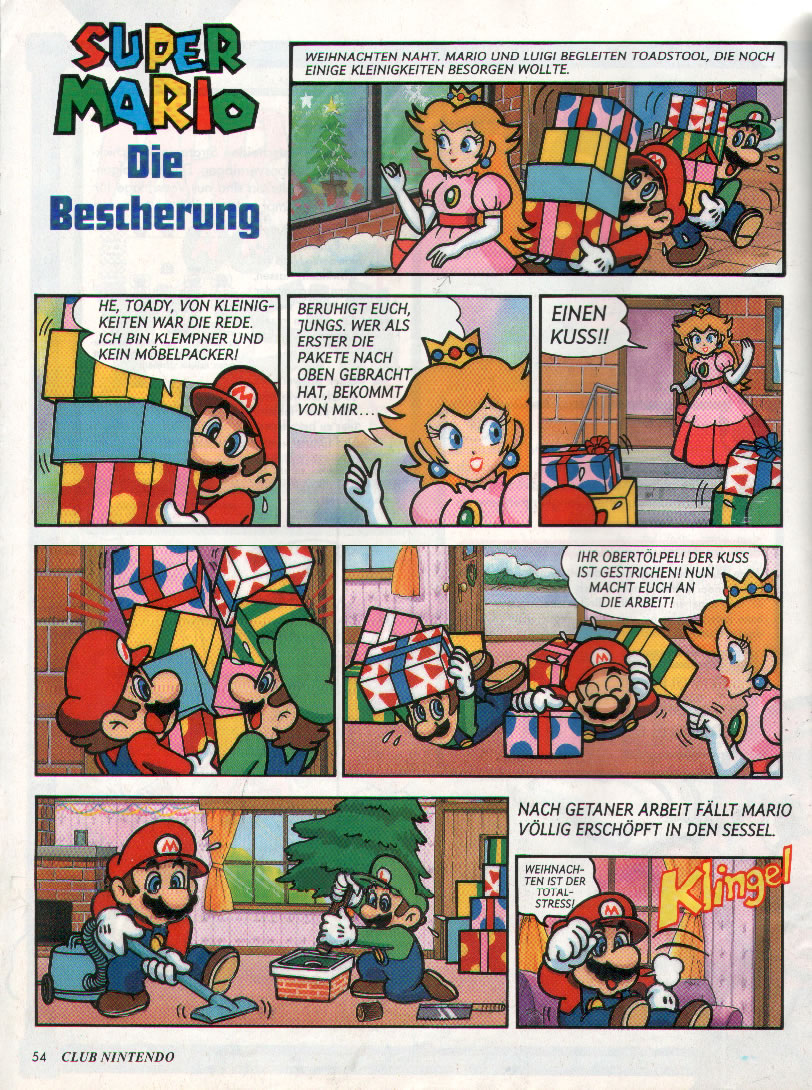 SUPER
MARIO
Die
Bescherung
WEIHNACHTEN NAHT. MARIO UND LUIGI BEGLEITEN TOADSTOOL, DIE NOCH
EINIGE KLEINIGKEITEN BESORGEN WOLLTE.
HE, TOADY, VON KLEINIG-
KEITEN WAR DIE REDE.
ICH BIN KLEMPNER UND
KEIN MÖBELPACKER!
BERUHIGT EUCH,
JUNGS. WER ALS
ERSTER DIE
PAKETE NACH
OBEN GEBRACHT
HAT, BEKOMMT
VON MIR...
EINEN
KUSS!!
IHR OBERTÖLPEL! DER KUSS
IST GESTRICHEN! NUN
MACHT EUCH AN
DIE ARBEIT!
NACH GETANER ARBEIT FÄLLT MARIO
VÖLLIG ERSCHÖPFT IN DEN SESSEL.
WEIHNACH-
TEN IST DER
TOTAL-
STRESS!
Klingel
M
M
M
M
54 CLUB NINTENDO